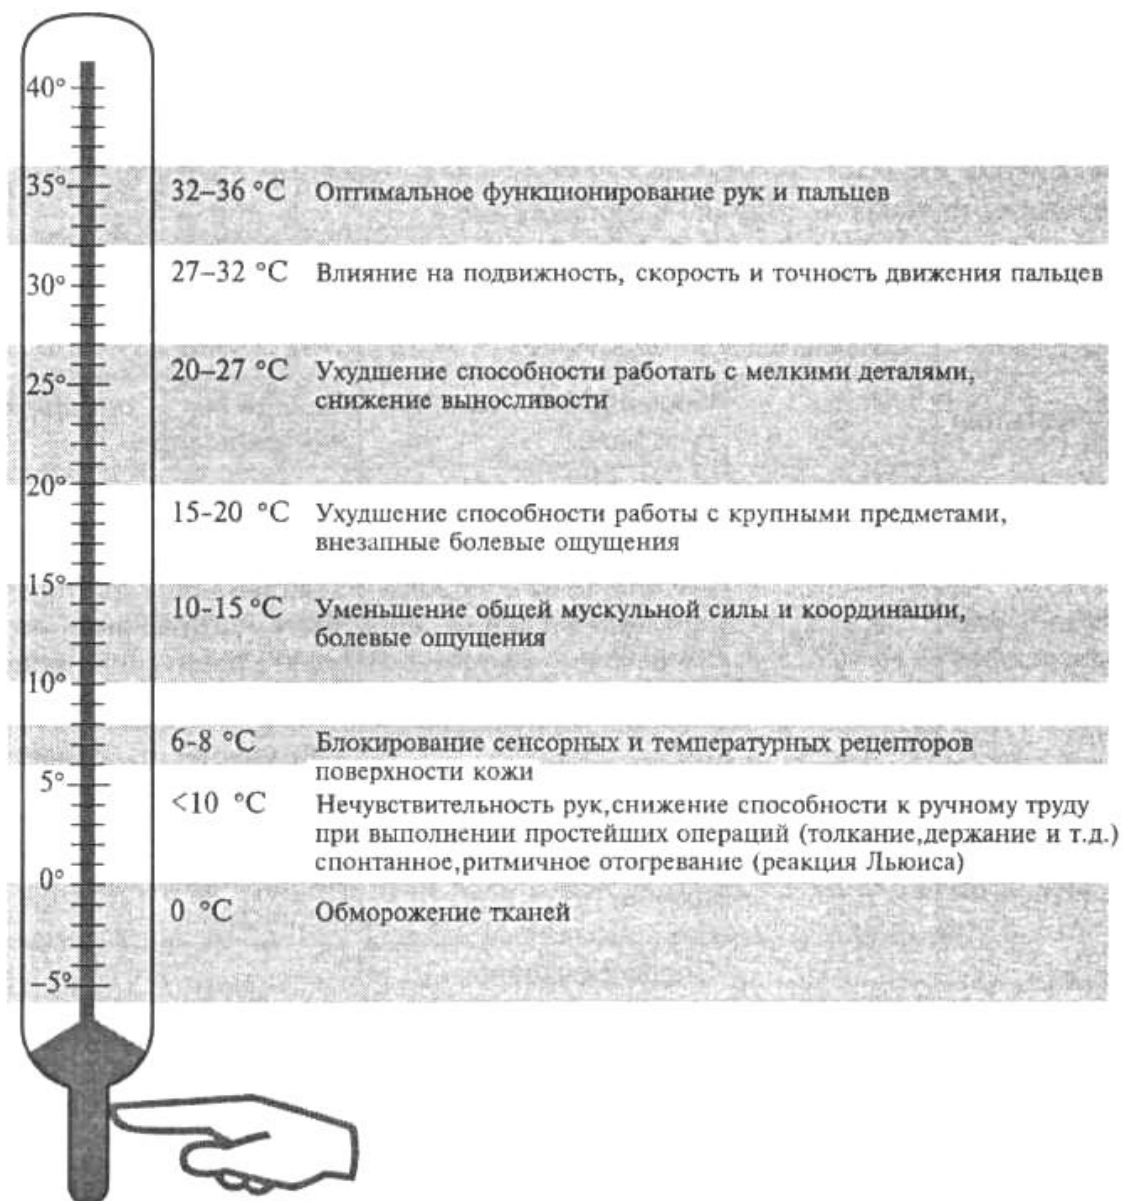 40°
35°
32–36 °C Оптимальное функционирование рук и пальцев
27–32 °C Влияние на подвижность, скорость и точность движения пальцев
30°
20–27 °C Ухудшение способности работать с мелкими деталями,
25°
снижение выносливости
20°
15-20 °C Ухудшение способности работы с крупными предметами,
внезапные болевые ощущения
15°
10-15 °C Уменьшение общей мускульной силы и координации,
болевые ощущения
10°
6-8 °C Блокирование сенсорных и температурных рецепторов
поверхности кожи
5°
<10 °C Нечувствительность рук,снижение способности к ручному труду
при выполнении простейших операций (толкание,держание и т.д.)
спонтанное,ритмичное отогревание (реакция Льюиса)
0°
0 °C Обморожение тканей
–5°